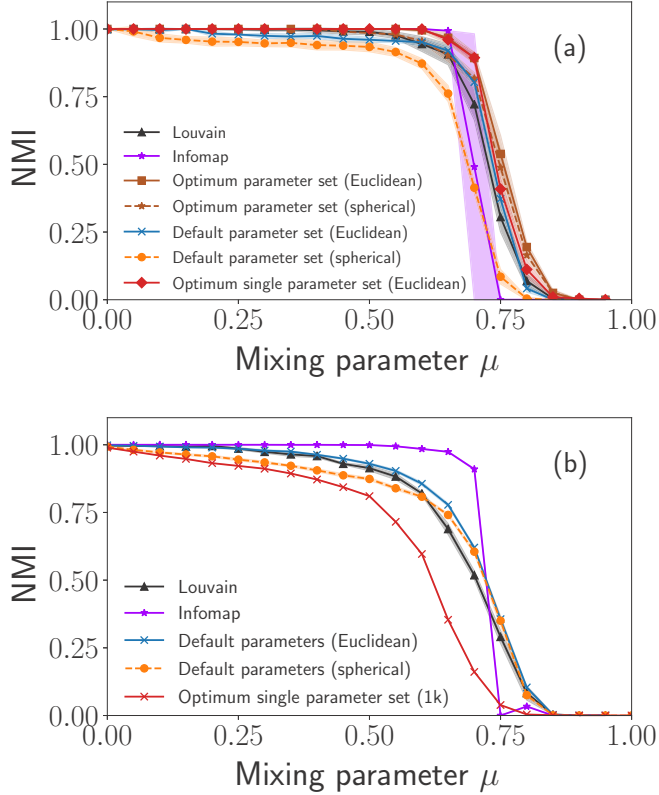 (a)
1.00
0.75
0.50
0.25
0.00
NMI
Louvain
Infomap
Optimum parameter set (Euclidean)
Optimum parameter set (spherical)
Default parameter set (Euclidean)
Default parameter set (spherical)
Optimum single parameter set (Euclidean)
0.00 0.25 0.50 0.75 1.00
Mixing parameter μ
(b)
1.00
0.75
0.50
0.25
0.00
NMI
Louvain
Infomap
Default parameters (Euclidean)
Default parameters (spherical)
Optimum single parameter set (1k)
0.00 0.25 0.50 0.75 1.00
Mixing parameter μ